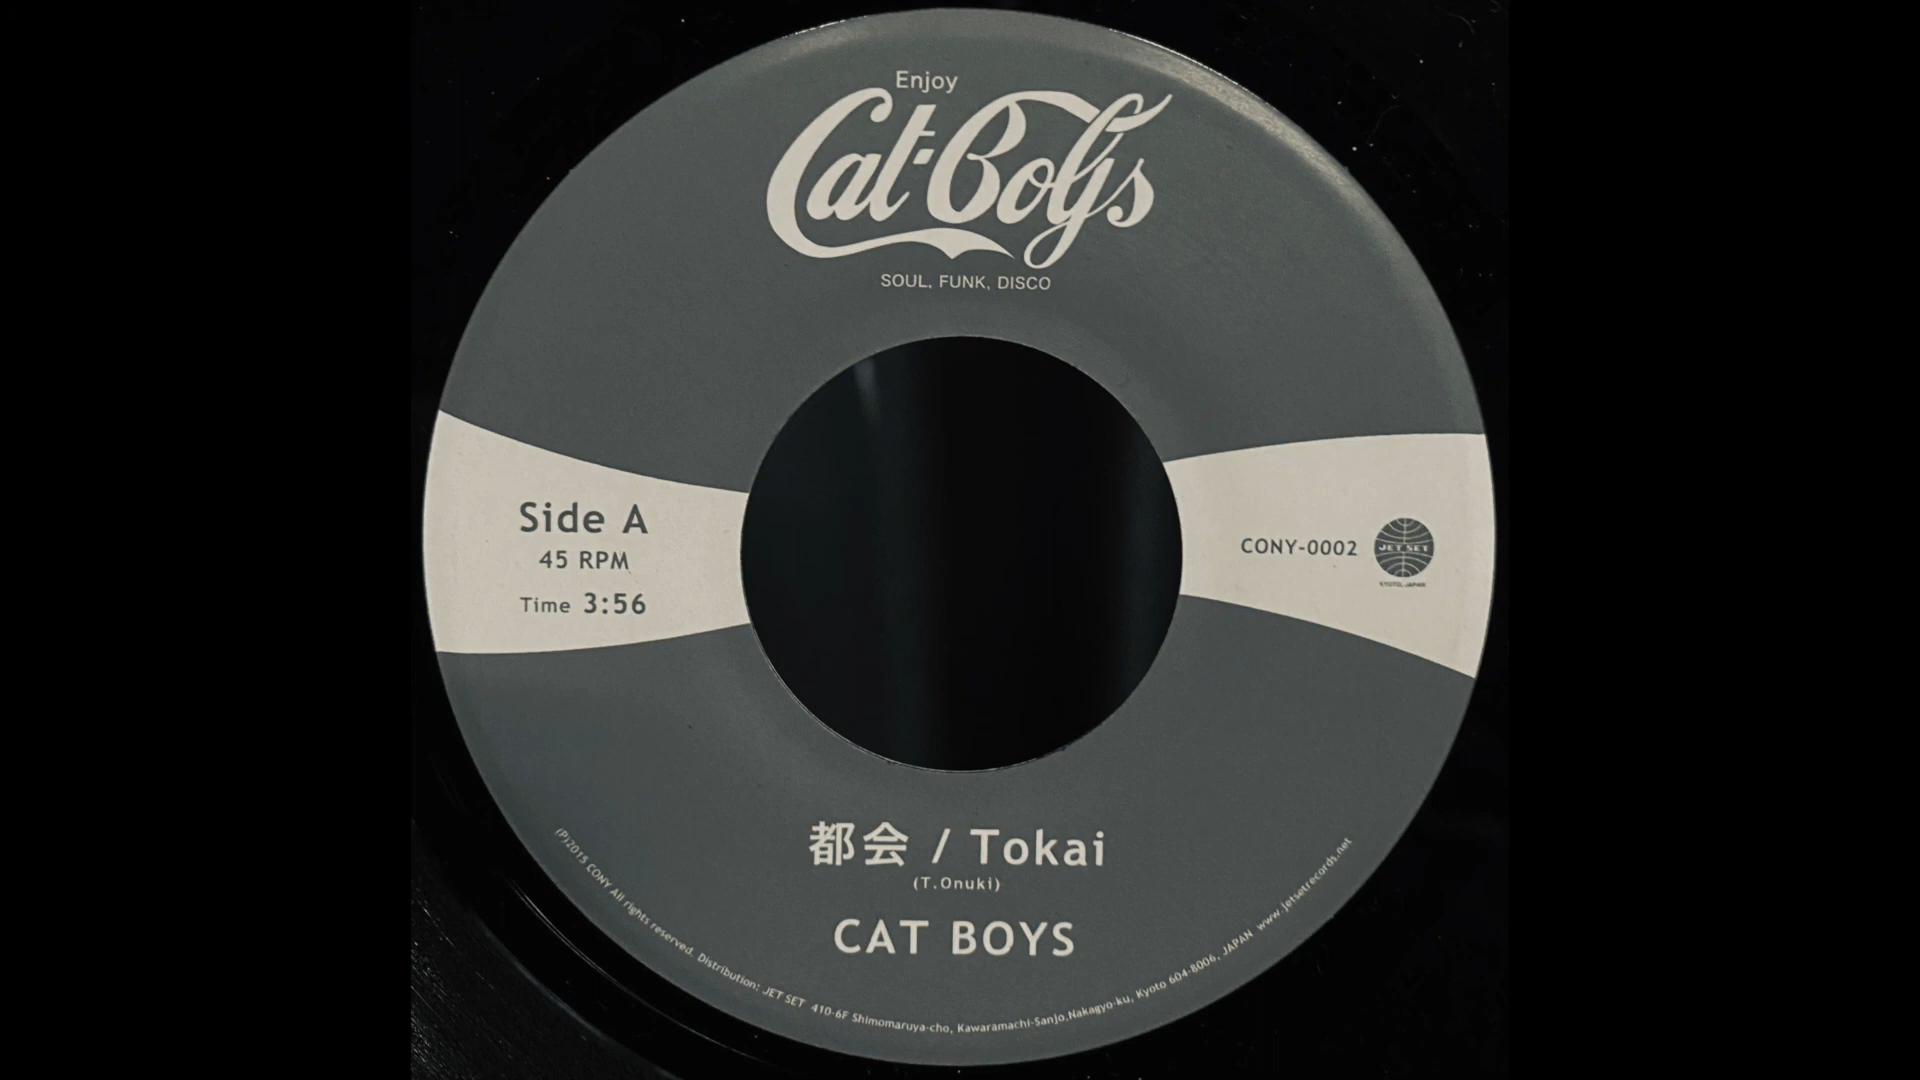 Enjoy
Cat-Boys
SOUL, FUNK, DISCO
Side A
45 RPM
Time 3:56
CONY-0002
JET SET
KYOTO, JAPAN
都会 / Tokai
(T.Onuki)
CAT BOYS
(P)2015 CONY All rights reserved. Distribution: JET SET 410-6F Shimomaruya-cho, Kawaramachi-Sanjo,Nakagyo-ku, Kyoto 604-8006, JAPAN www.jetsetrecords.net